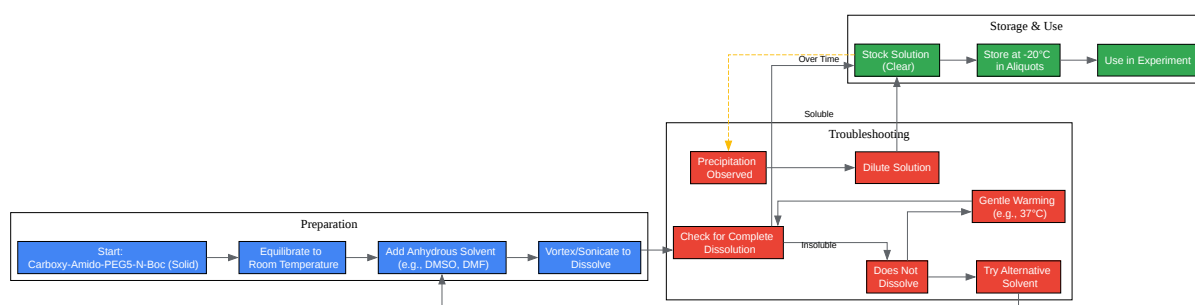 Storage & Use
Stock Solution
(Clear)
Store at -20°C
in Aliquots
Use in Experiment
Over Time
Soluble
Troubleshooting
Precipitation
Observed
Dilute Solution
Gentle Warming
(e.g., 37°C)
Preparation
Start:
Carboxy-Amido-PEG5-N-Boc (Solid)
Equilibrate to
Room Temperature
Add Anhydrous Solvent
(e.g., DMSO, DMF)
Vortex/Sonicate to
Dissolve
Check for Complete
Dissolution
Insoluble
Does Not
Dissolve
Try Alternative
Solvent